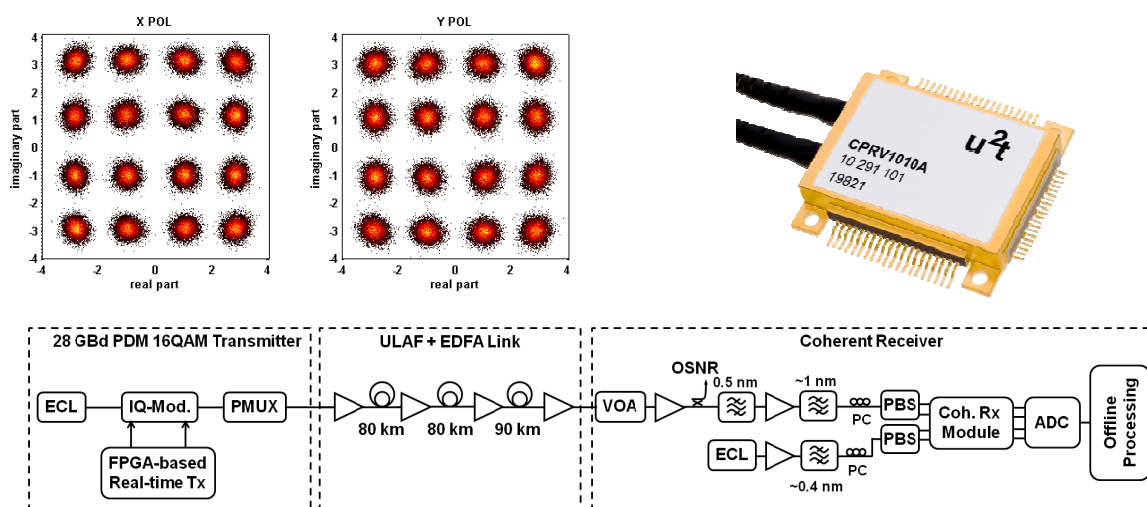 X POL
4
3
2
1
0
-1
-2
-3
-4
imaginary part
-4
-2
0
2
4
real part
Y POL
4
3
2
1
0
-1
-2
-3
-4
imaginary part
-4
-2
0
2
4
real part
u2t
CPRV1010A
10 291 101
19821
28 GBd PDM 16QAM Transmitter
ECL
IQ-Mod.
PMUX
FPGA-based
Real-time Tx
ULAF + EDFA Link
80 km
80 km
90 km
Coherent Receiver
VOA
OSNR
0.5 nm
~1 nm
PC
PBS
ECL
~0.4 nm
PC
PBS
Coh. Rx
Module
ADC
Offline
Processing